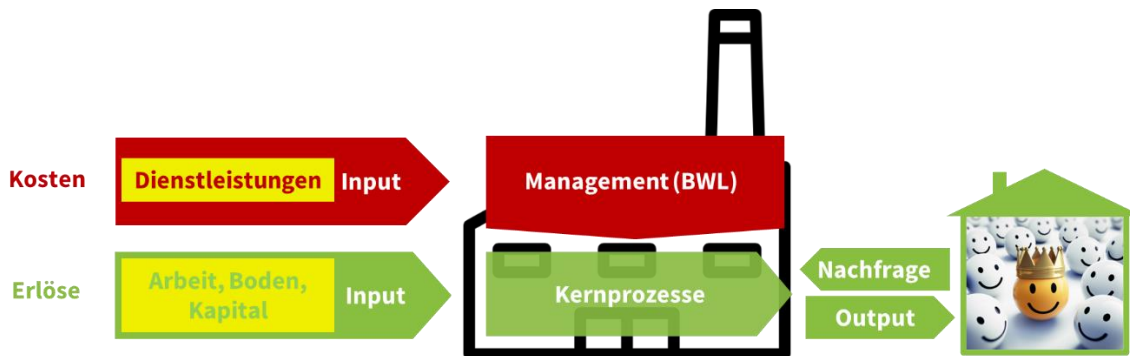 Kosten
Dienstleistungen
Input
Management (BWL)
Erlöse
Arbeit, Boden,
Kapital
Input
Kernprozesse
Nachfrage
Output